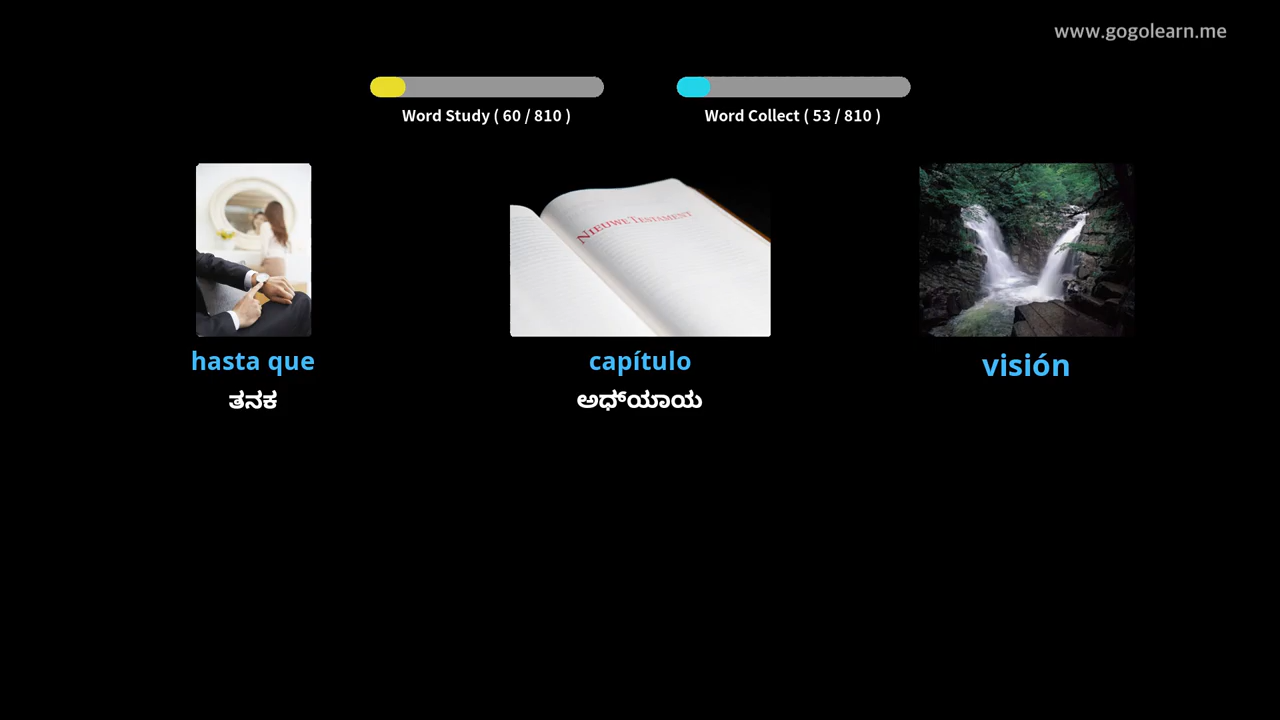 www.gogolearn.me
Word Study ( 60 / 810 )
Word Collect ( 53 / 810 )
NIEUWE TESTAMENT
hasta que
capítulo
visión
ತನಕ
ಅಧ್ಯಾಯ